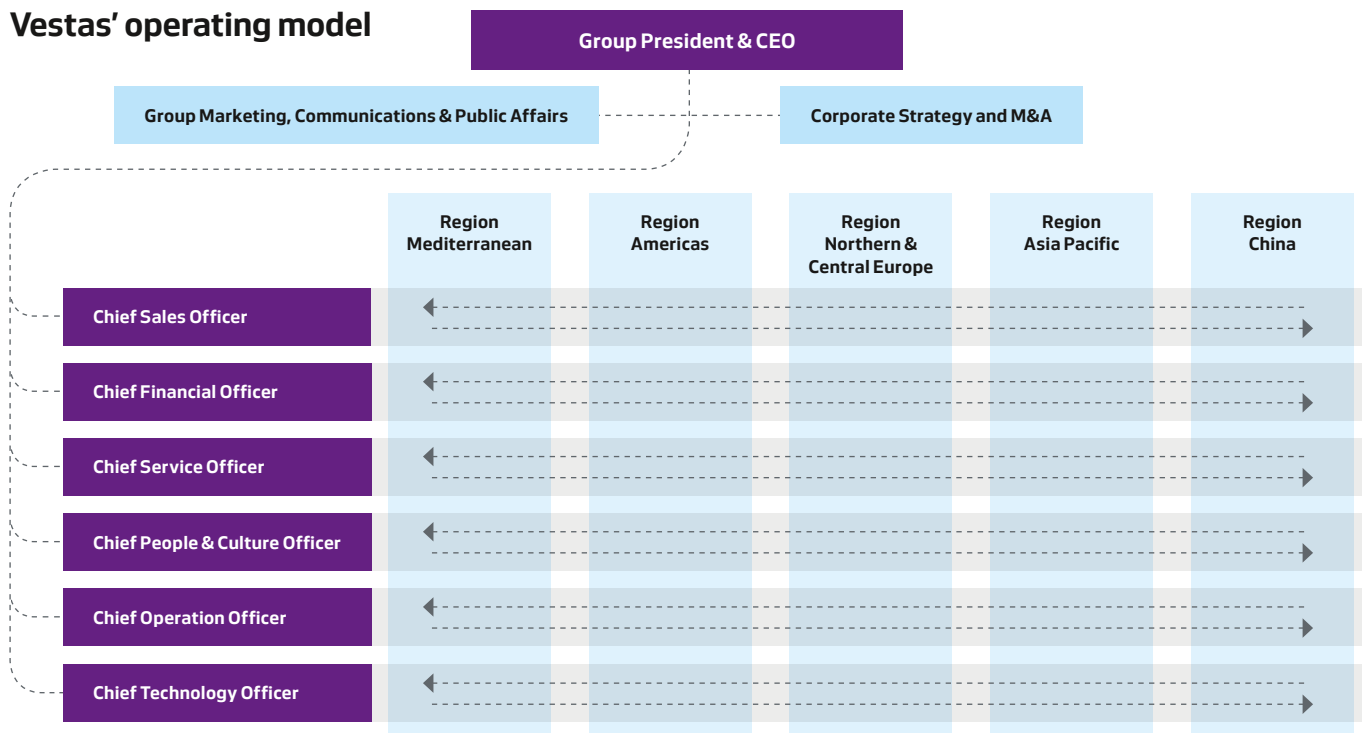 Vestas’ operating model
Group President & CEO
Group Marketing, Communications & Public Affairs
Corporate Strategy and M&A
Region
Mediterranean
Region
Americas
Region
Northern &
Central Europe
Region
Asia Pacific
Region
China
Chief Sales Officer
Chief Financial Officer
Chief Service Officer
Chief People & Culture Officer
Chief Operation Officer
Chief Technology Officer